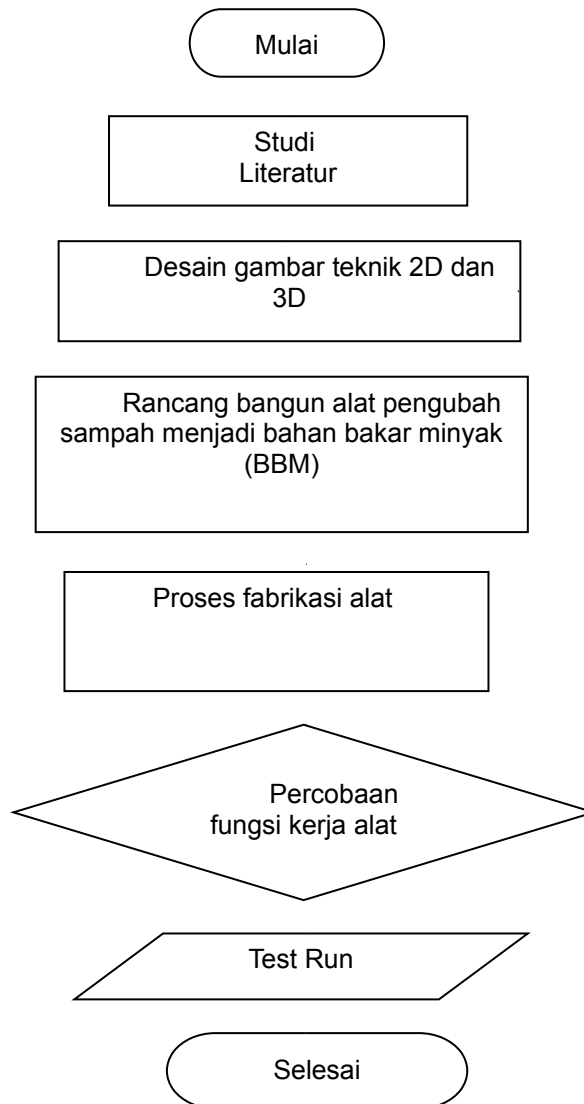 Mulai
Studi
Literatur
Desain gambar teknik 2D dan
3D
Rancang bangun alat pengubah
sampah menjadi bahan bakar minyak
(BBM)
Proses fabrikasi alat
Percobaan
fungsi kerja alat
Test Run
Selesai